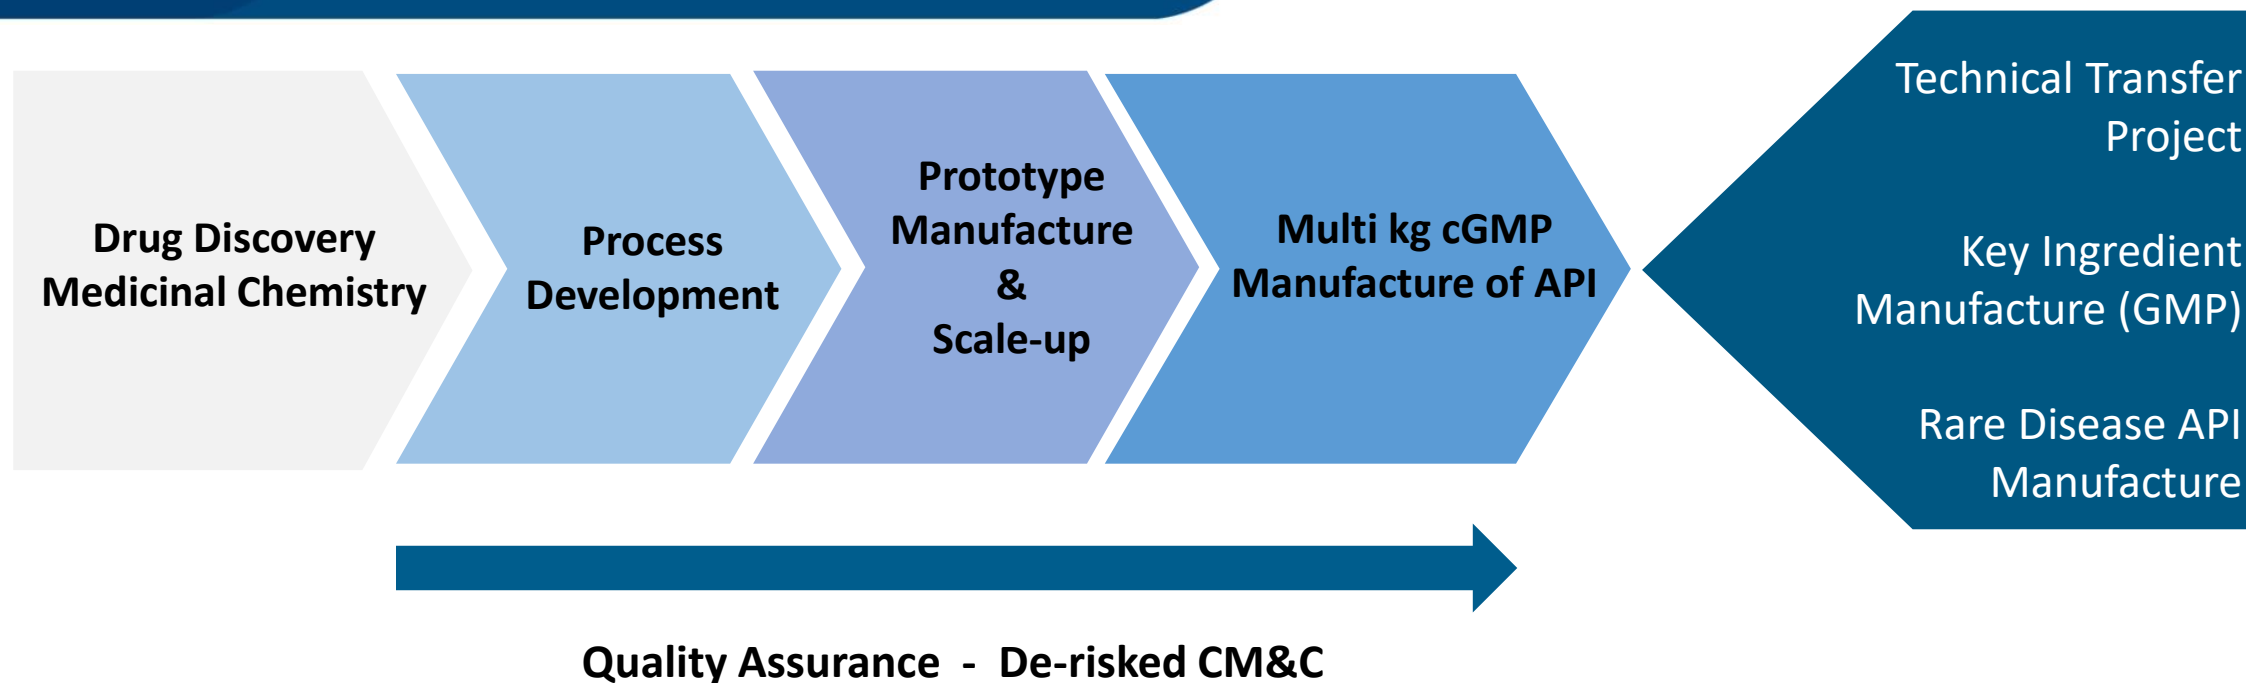 Drug Discovery
Medicinal Chemistry
Process
Development
Prototype
Manufacture
&
Scale-up
Multi kg cGMP
Manufacture of API
Technical Transfer
Project
Key Ingredient
Manufacture (GMP)
Rare Disease API
Manufacture
Quality Assurance - De-risked CM&C